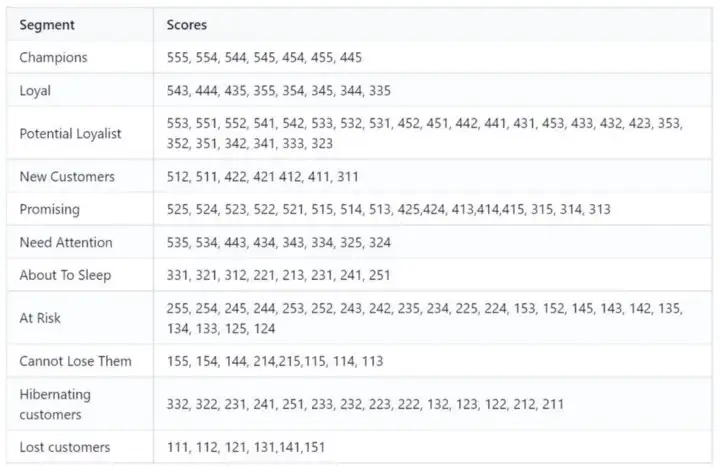 Segment Scores
Champions 555, 554, 544, 545, 454, 455, 445
Loyal 543, 444, 435, 355, 354, 345, 344, 335
Potential Loyalist 553, 551, 552, 541, 542, 533, 532, 531, 452, 451, 442, 441, 431, 453, 433, 432, 423, 353,
352, 351, 342, 341, 333, 323
New Customers 512, 511, 422, 421 412, 411, 311
Promising 525, 524, 523, 522, 521, 515, 514, 513, 425,424, 413,414,415, 315, 314, 313
Need Attention 535, 534, 443, 434, 343, 334, 325, 324
About To Sleep 331, 321, 312, 221, 213, 231, 241, 251
At Risk 255, 254, 245, 244, 253, 252, 243, 242, 235, 234, 225, 224, 153, 152, 145, 143, 142, 135,
134, 133, 125, 124
Cannot Lose Them 155, 154, 144, 214,215,115, 114, 113
Hibernating
customers 332, 322, 231, 241, 251, 233, 232, 223, 222, 132, 123, 122, 212, 211
Lost customers 111, 112, 121, 131,141,151